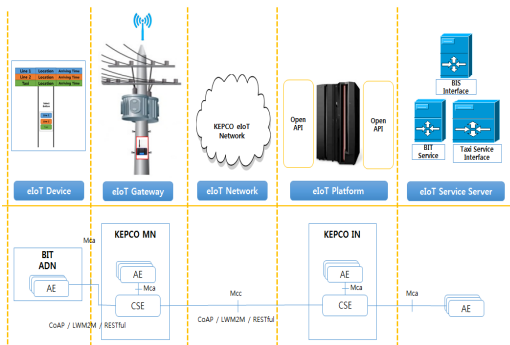 Line 1 Location Arriving Time
Line 2 Location Arriving Time
Taxi Location Arriving Time
KEPCO eIoT
Network
Open
API
Open
API
BIS
Interface
BIT
Service
Taxi Service
Interface
eIoT Device
eIoT Gateway
eIoT Network
eIoT Platform
eIoT Service Server
BIT
ADN
AE
Mca
KEPCO MN
AE
Mca
CSE
CoAP / LWM2M / RESTful
Mcc
CoAP / LWM2M / RESTful
KEPCO IN
AE
Mca
CSE
Mca
AE